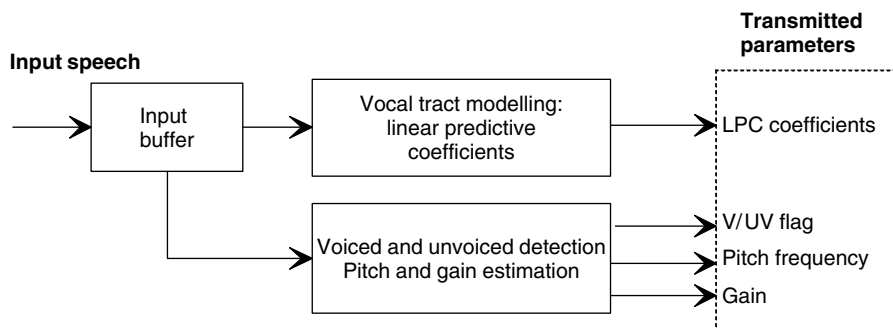 Transmitted
parameters
Input speech
Input
buffer
Vocal tract modelling:
linear predictive
coefficients
LPC coefficients
Voiced and unvoiced detection
Pitch and gain estimation
V/UV flag
Pitch frequency
Gain